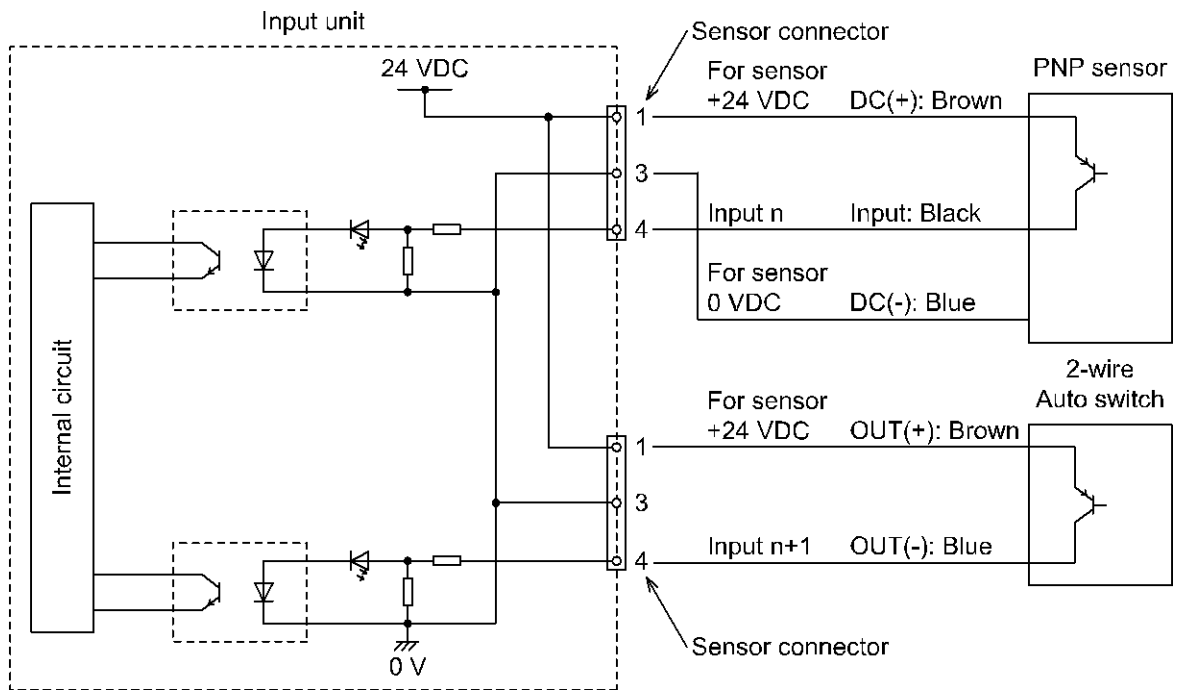 Input unit
Sensor connector
24 VDC
For sensor
PNP sensor
+24 VDC
DC(+): Brown
1
3
Input n
Input: Black
4
For sensor
0 VDC
DC(-): Blue
Internal circuit
2-wire
Auto switch
For sensor
+24 VDC
OUT(+): Brown
1
3
Input n+1
OUT(-): Blue
4
0 V
Sensor connector